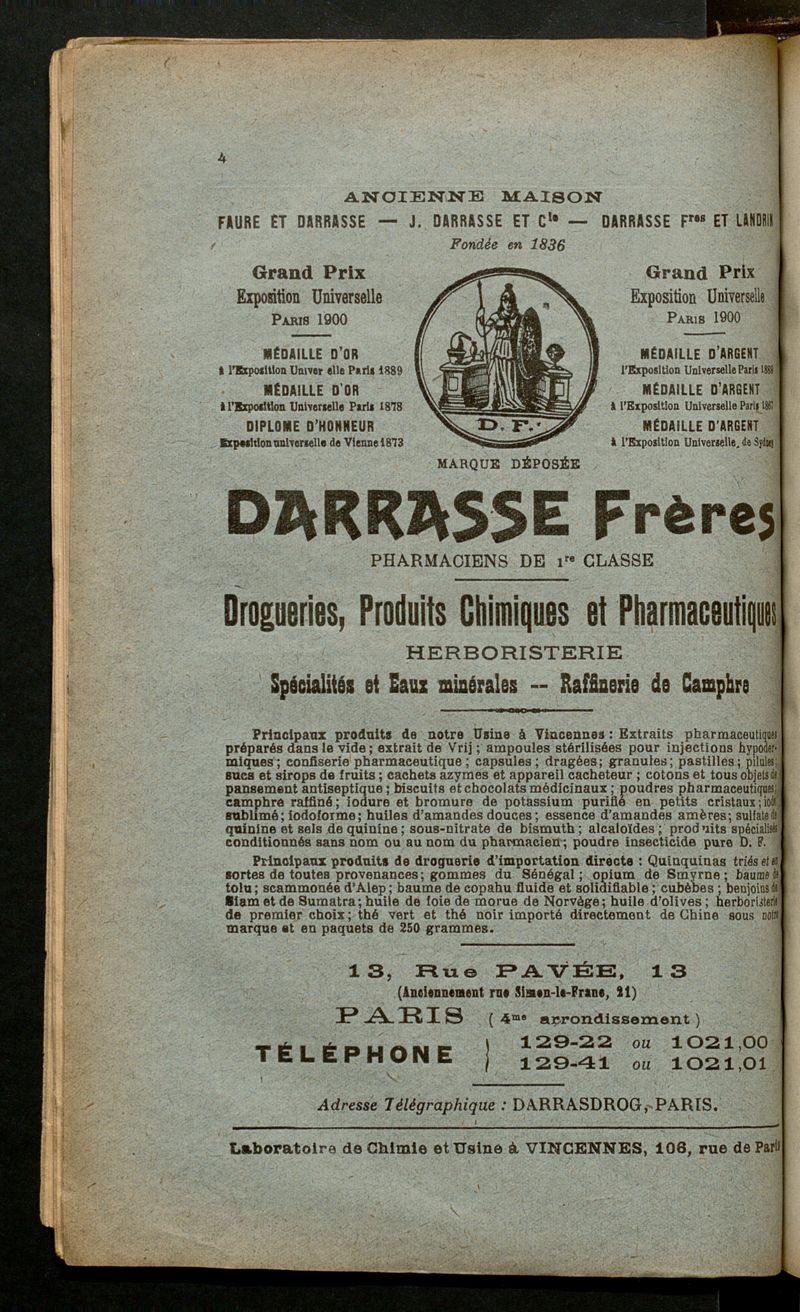 4
ANCIENNE MAISON
FAURE ET DARRASSE — J. DARRASSE ET Cie — DARRASSE Fres ET LANDRIN
Fondée en 1836
Grand Prix
Exposition Universelle
PARIS 1900
MÉDAILLE D'OR
à l'Exposition Univer elle Paris 1889
MÉDAILLE D'OR
à l'Exposition Universelle Paris 1878
DIPLOME D'HONNEUR
Exposition universelle de Vienne 1873
D. F.
MARQUE DÉPOSÉE
Grand Prix
Exposition Universelle
PARIS 1900
MÉDAILLE D'ARGENT
l'Exposition Universelle Paris
MÉDAILLE D'ARGENT
à l'Exposition Universelle Paris
MÉDAILLE D'ARGENT
à l'Exposition Universelle, de
DARRASSE Frères
PHARMACIENS DE 1re CLASSE
Drogueries, Produits Chimiques et Pharmaceutiques
HERBORISTERIE
Spécialités et Eaux minérales -- Raffinerie de Camphre
Principaux produits de notre Usine à Vincennes : Extraits pharmaceutiques
préparés dans le vide ; extrait de Vrij ; ampoules stérilisées pour injections hypoder-
miques ; confiserie pharmaceutique ; capsules ; dragées ; granules ; pastilles ; pilules ;
sucs et sirops de fruits ; cachets azymes et appareil cacheteur ; cotons et tous objets de
pansement antiseptique ; biscuits et chocolats médicinaux ; poudres pharmaceutiques ;
camphre raffiné ; iodure et bromure de potassium purifié en petits cristaux ; iode
sublimé ; iodoforme ; huiles d'amandes douces ; essence d'amandes amères ; sulfate de
quinine et sels de quinine ; sous-nitrate de bismuth ; alcaloïdes ; produits spécialisés
conditionnés sans nom ou au nom du pharmacien ; poudre insecticide pure D. F.
Principaux produits de droguerie d'importation directe : Quinquinas triés et en
sortes de toutes provenances ; gommes du Sénégal ; opium de Smyrne ; baume de
tolu ; scammonée d'Alep ; baume de copahu fluide et solidifiable ; cubèbes ; benjoins de
Siam et de Sumatra ; huile de foie de morue de Norvège ; huile d'olives ; herboristerie
de premier choix ; thé vert et thé noir importé directement de Chine sous notre
marque et en paquets de 250 grammes.
13, Rue PAVÉE, 13
(Anciennement rue Simon-le-Franc, 21)
PARIS (4me arrondissement)
TÉLÉPHONE } 129-22 ou 1021,00
129-41 ou 1021,01
Adresse Télégraphique : DARRASDROG, PARIS.
Laboratoire de Chimie et Usine à VINCENNES, 106, rue de Paris